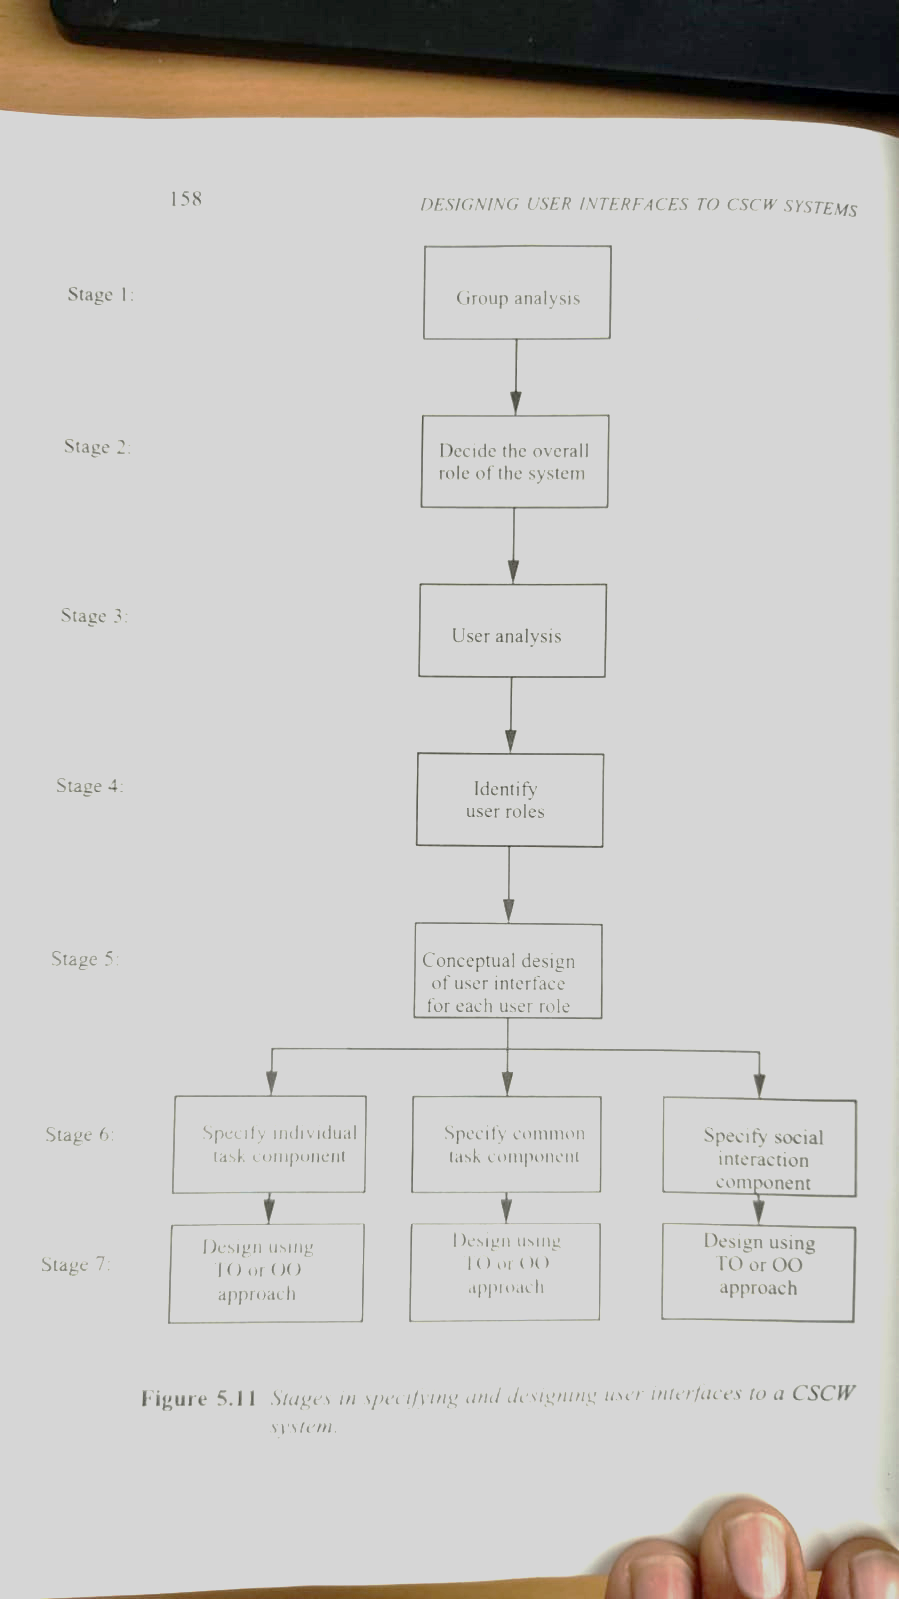 158
DESIGNING USER INTERFACES TO CSCW SYSTEMS
Stage 1:
Group analysis
Stage 2:
Decide the overall
role of the system
Stage 3:
User analysis
Stage 4:
Identify
user roles
Stage 5:
Conceptual design
of user interface
for each user role
Stage 6:
Specify individual
task component
Specify common
task component
Specify social
interaction
component
Stage 7:
Design using
TO or OO
approach
Design using
TO or OO
approach
Design using
TO or OO
approach
Figure 5.11 Stages in specifying and designing user interfaces to a CSCW
system.